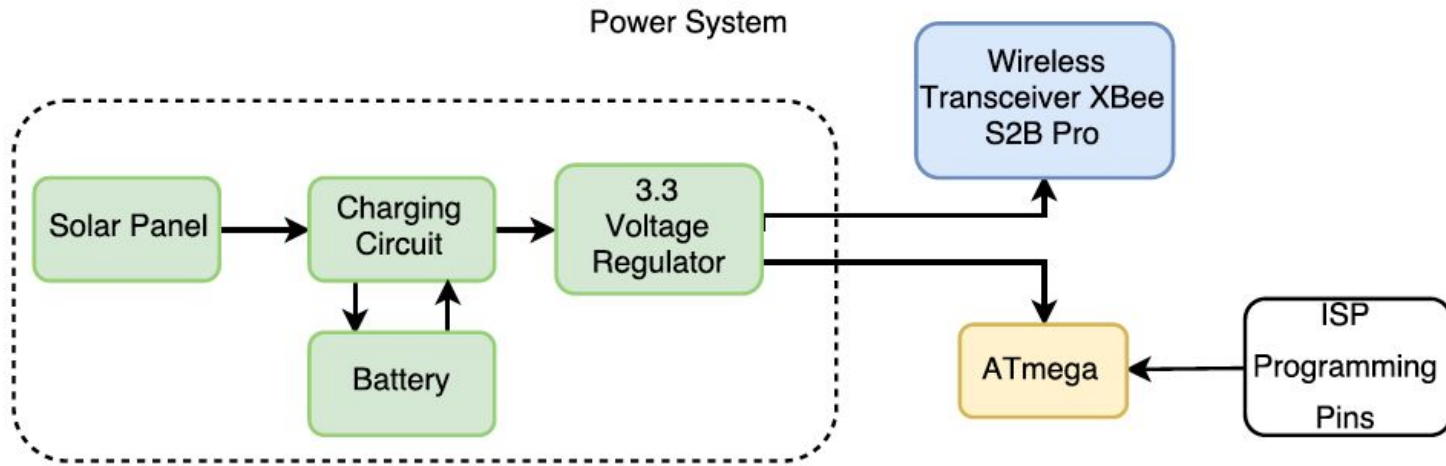 Power System
Wireless
Transceiver XBee
S2B Pro
Solar Panel
Charging
Circuit
3.3
Voltage
Regulator
Battery
ATmega
ISP
Programming
Pins